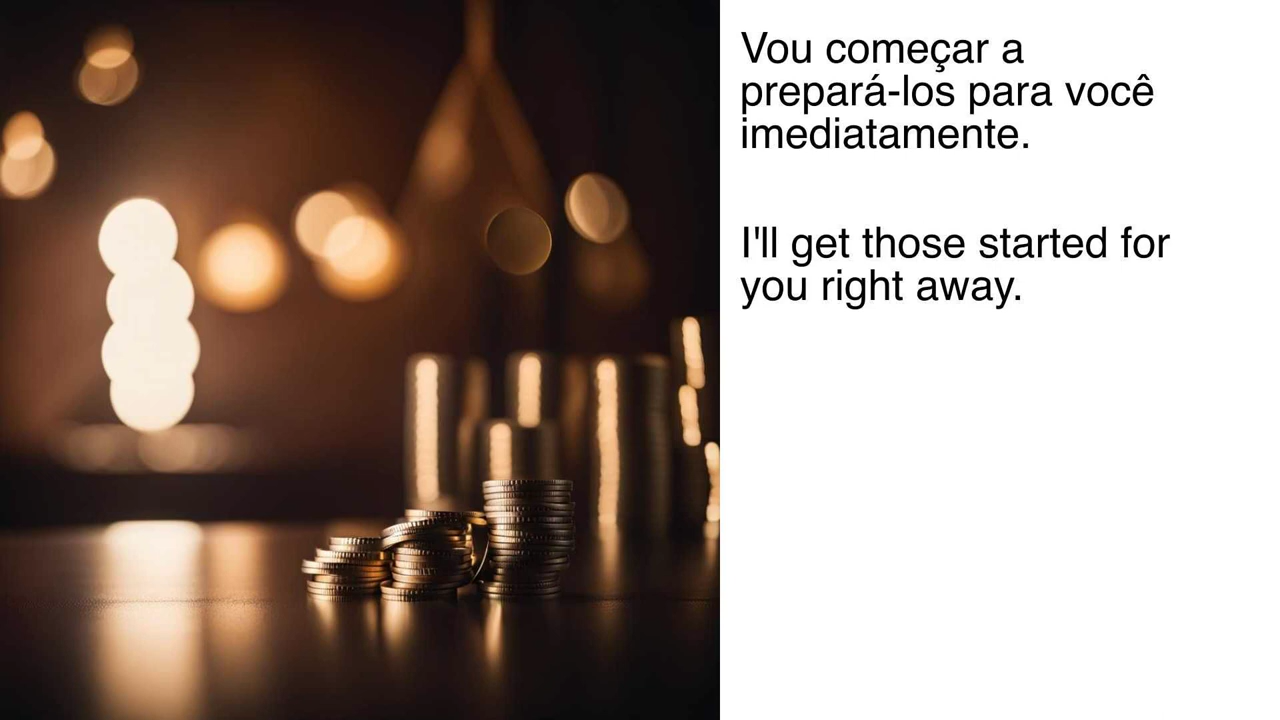 Vou começar a
prepará-los para você
imediatamente.
I'll get those started for
you right away.